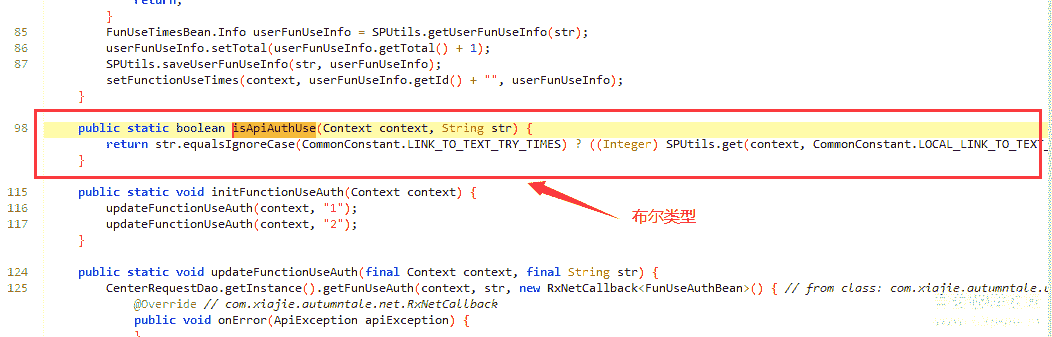 return;
}
85 FunUseTimesBean.Info userFunUseInfo = SPUtils.getUserFunUseInfo(str);
86 userFunUseInfo.setTotal(userFunUseInfo.getTotal() + 1);
87 SPUtils.saveUserFunUseInfo(str, userFunUseInfo);
setFunctionUseTimes(context, userFunUseInfo.getId() + "", userFunUseInfo);
}
98 public static boolean isApiAuthUse(Context context, String str) {
return str.equalsIgnoreCase(CommonConstant.LINK_TO_TEXT_TRY_TIMES) ? ((Integer) SPUtils.get(context, CommonConstant.LOCAL_LINK_TO_TEXT_
}
115 public static void initFunctionUseAuth(Context context) {
116 updateFunctionUseAuth(context, "1");
布尔类型
117 updateFunctionUseAuth(context, "2");
}
124 public static void updateFunctionUseAuth(final Context context, final String str) {
125 CenterRequestDao.getInstance().getFunUseAuth(context, str, new RxNetCallback<FunUseAuthBean>() { // from class: com.xiajie.autumntale.u
@Override // com.xiajie.autumntale.net.RxNetCallback
public void onError(ApiException apiException) {
}